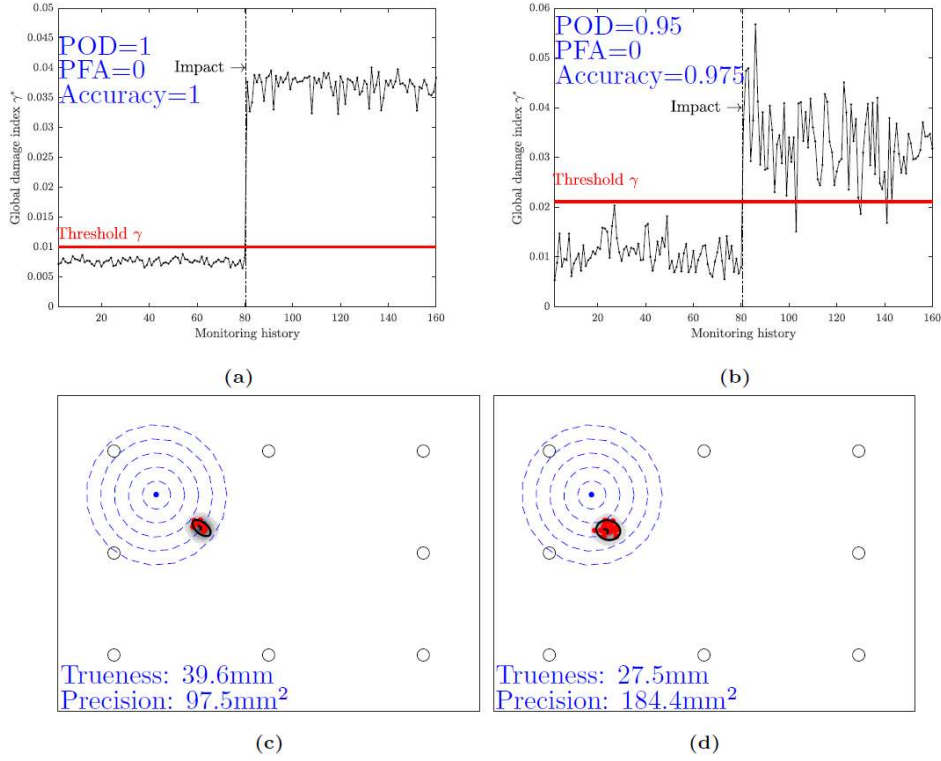 0.05
0.045
0.04
0.035
0.03
0.025
0.02
0.015
0.01
0.005
0
Global damage index γ*
POD=1
PFA=0
Accuracy=1
Impact →
Threshold γ
20 40 60 80 100 120 140 160
Monitoring history
(a)
0.06
0.05
0.04
0.03
0.02
0.01
0
Global damage index γ*
POD=0.95
PFA=0
Accuracy=0.975
Impact →
Threshold γ
20 40 60 80 100 120 140 160
Monitoring history
(b)
Trueness: 39.6mm
Precision: 97.5mm²
(c)
Trueness: 27.5mm
Precision: 184.4mm²
(d)